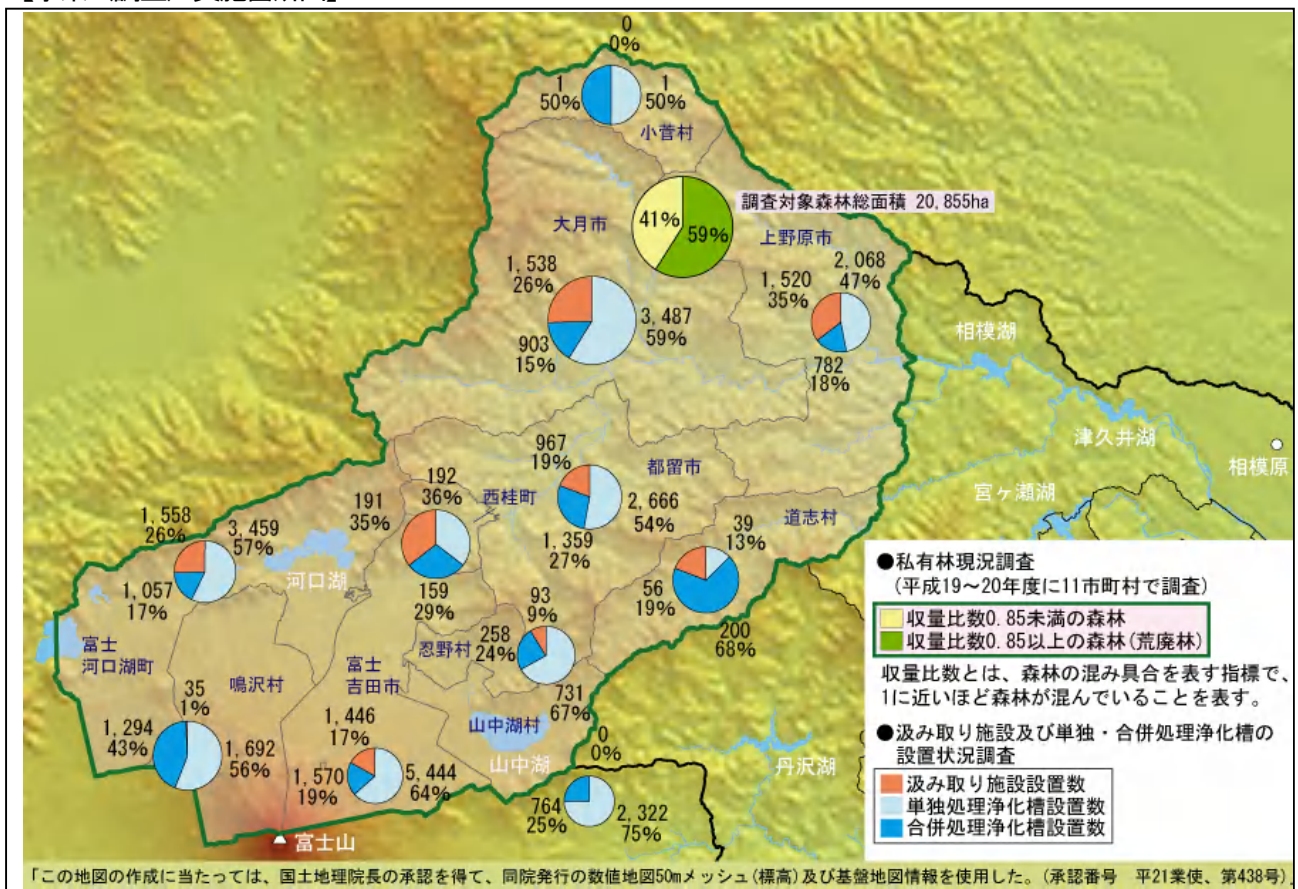 0
0%
1
50%
1
50%
小菅村
調査対象森林総面積 20,855ha
41%
59%
大月市
上野原市
1,538
26%
3,487
59%
903
15%
2,068
47%
1,520
35%
782
18%
相模湖
津久井湖
相模原
宮ヶ瀬湖
967
19%
都留市
2,666
54%
1,359
27%
西桂町
192
36%
191
35%
159
29%
道志村
39
13%
56
19%
200
68%
1,558
26%
3,459
57%
1,057
17%
河口湖
富士
河口湖町
鳴沢村
35
1%
1,294
43%
1,692
56%
富士
吉田市
忍野村
93
9%
258
24%
731
67%
山中湖村
山中湖
1,446
17%
1,570
19%
5,444
64%
0
0%
764
25%
2,322
75%
丹沢湖
富士山
●私有林現況調査
(平成19～20年度に11市町村で調査)
収量比数0.85未満の森林
収量比数0.85以上の森林(荒廃林)
収量比数とは、森林の混み具合を表す指標で、
1に近いほど森林が混んでいることを表す。
●汲み取り施設及び単独・合併処理浄化槽の
設置状況調査
汲み取り施設設置数
単独処理浄化槽設置数
合併処理浄化槽設置数
「この地図の作成に当たっては、国土地理院長の承認を得て、同院発行の数値地図50mメッシュ(標高)及び基盤地図情報を使用した。(承認番号 平21業使、第438号)」